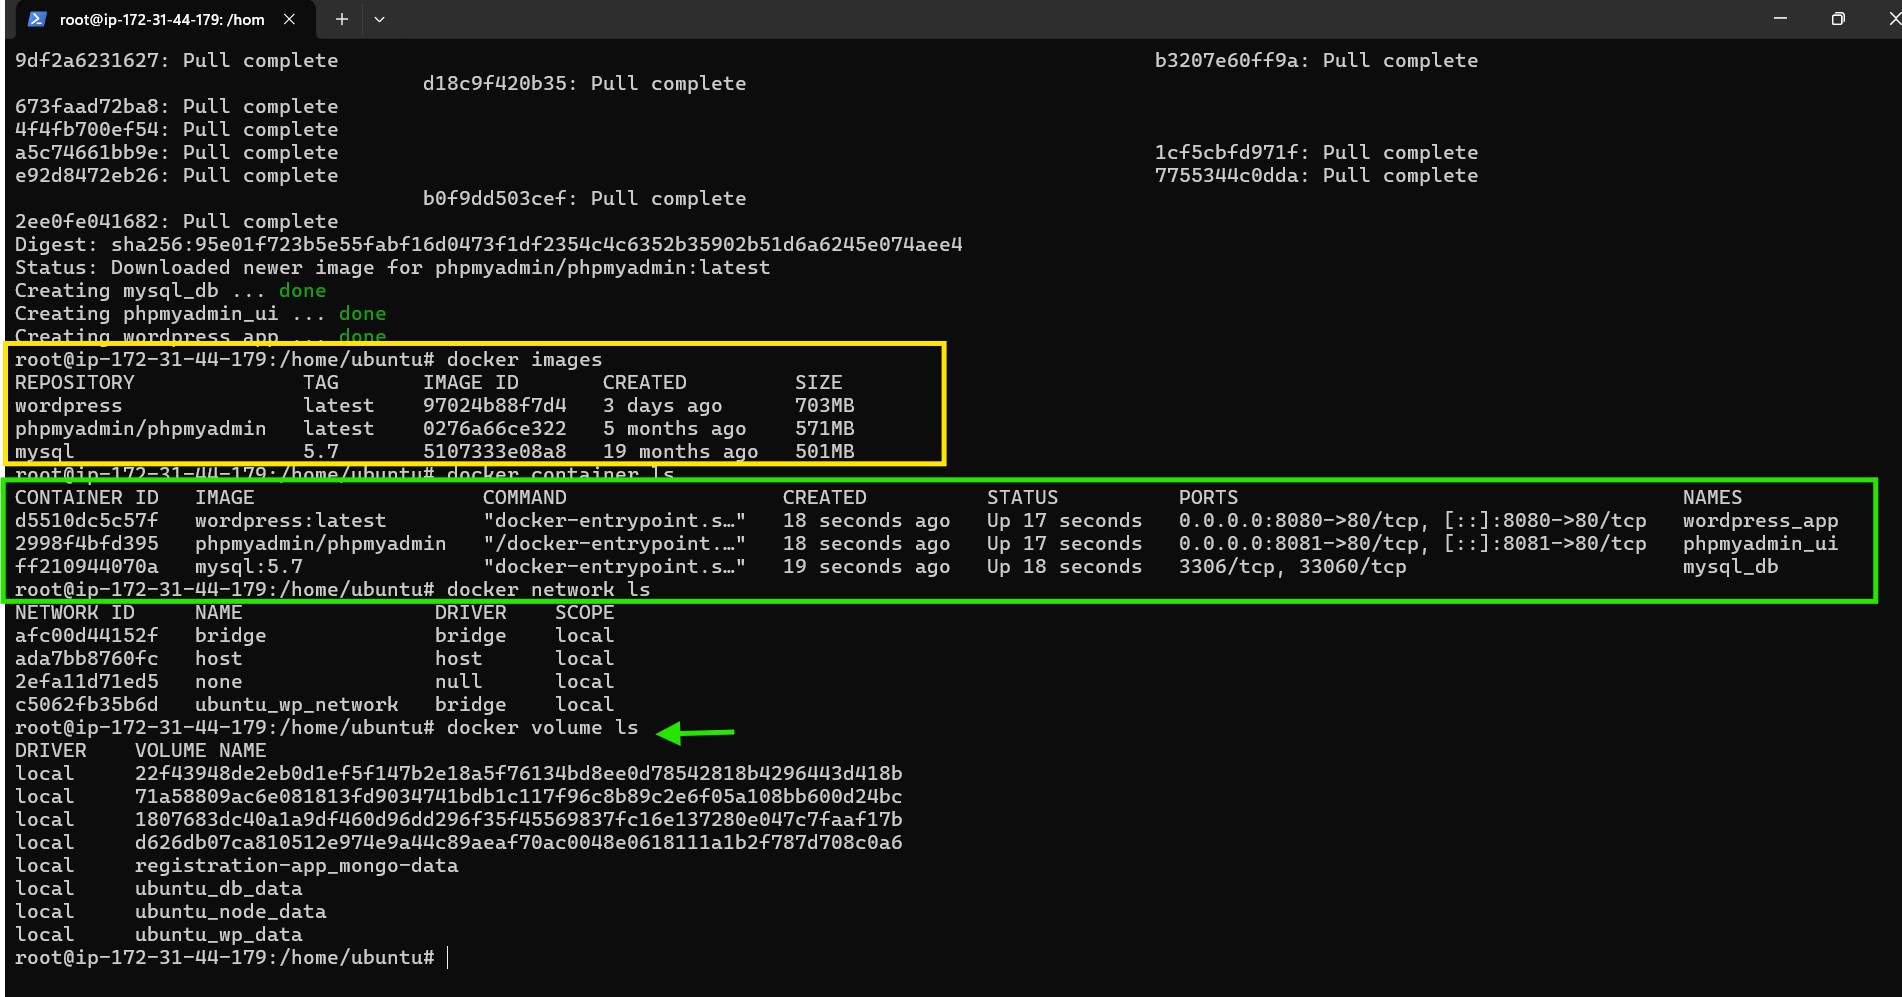 root@ip-172-31-44-179: /hom
9df2a6231627: Pull complete b3207e60ff9a: Pull complete
d18c9f420b35: Pull complete
673faad72ba8: Pull complete
4f4fb700ef54: Pull complete
a5c74661bb9e: Pull complete 1cf5cbfd971f: Pull complete
e92d8472eb26: Pull complete 7755344c0dda: Pull complete
b0f9dd503cef: Pull complete
2ee0fe041682: Pull complete
Digest: sha256:95e01f723b5e55fabf16d0473f1df2354c4c6352b35902b51d6a6245e074aee4
Status: Downloaded newer image for phpmyadmin/phpmyadmin:latest
Creating mysql_db ... done
Creating phpmyadmin_ui ... done
Creating wordpress_app ... done
root@ip-172-31-44-179:/home/ubuntu# docker images
REPOSITORY TAG IMAGE ID CREATED SIZE
wordpress latest 97024b88f7d4 3 days ago 703MB
phpmyadmin/phpmyadmin latest 0276a66ce322 5 months ago 571MB
mysql 5.7 5107333e08a8 19 months ago 501MB
root@ip-172-31-44-179:/home/ubuntu# docker container ls
CONTAINER ID IMAGE COMMAND CREATED STATUS PORTS NAMES
d5510dc5c57f wordpress:latest "docker-entrypoint.s…" 18 seconds ago Up 17 seconds 0.0.0.0:8080->80/tcp, [::]:8080->80/tcp wordpress_app
2998f4bfd395 phpmyadmin/phpmyadmin "/docker-entrypoint.…" 18 seconds ago Up 17 seconds 0.0.0.0:8081->80/tcp, [::]:8081->80/tcp phpmyadmin_ui
ff210944070a mysql:5.7 "docker-entrypoint.s…" 19 seconds ago Up 18 seconds 3306/tcp, 33060/tcp mysql_db
root@ip-172-31-44-179:/home/ubuntu# docker network ls
NETWORK ID NAME DRIVER SCOPE
afc00d44152f bridge bridge local
ada7bb8760fc host host local
2efa11d71ed5 none null local
c5062fb35b6d ubuntu_wp_network bridge local
root@ip-172-31-44-179:/home/ubuntu# docker volume ls
DRIVER VOLUME NAME
local 22f43948de2eb0d1ef5f147b2e18a5f76134bd8ee0d78542818b4296443d418b
local 71a58809ac6e081813fd9034741bdb1c117f96c8b89c2e6f05a108bb600d24bc
local 1807683dc40a1a9df460d96dd296f35f45569837fc16e137280e047c7faaf17b
local d626db07ca810512e974e9a44c89aeaf70ac0048e0618111a1b2f787d708c0a6
local registration-app_mongo-data
local ubuntu_db_data
local ubuntu_node_data
local ubuntu_wp_data
root@ip-172-31-44-179:/home/ubuntu#